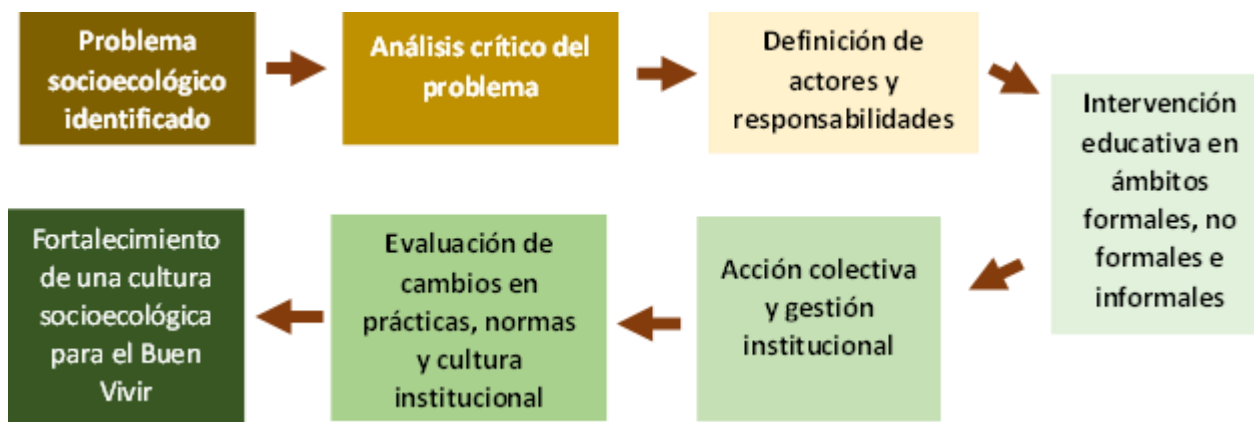 Problema
socioecológico
identificado
Análisis crítico del
problema
Definición de
actores y
responsabilidades
Intervención
educativa en
ámbitos
formales, no
formales e
informales
Acción colectiva
y gestión
institucional
Evaluación de
cambios en
prácticas, normas
y cultura
institucional
Fortalecimiento
de una cultura
socioecológica
para el Buen
Vivir